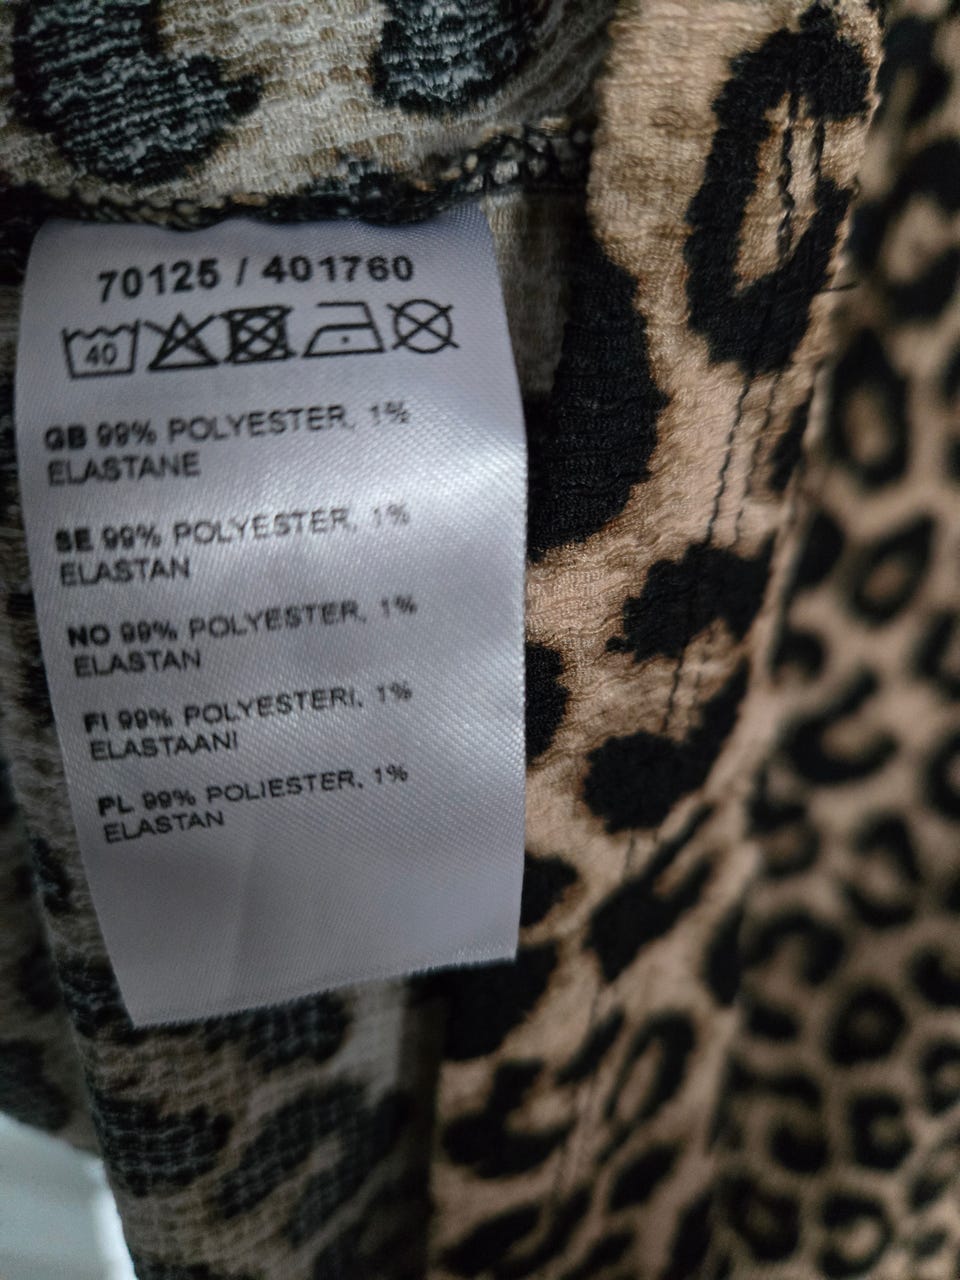 70125 / 401760
40
GB 99% POLYESTER, 1%
ELASTANE
SE 99% POLYESTER, 1%
ELASTAN
NO 99% POLYESTER, 1%
ELASTAN
FI 99% POLYESTERI, 1%
ELASTAANI
PL 99% POLIESTER, 1%
ELASTAN